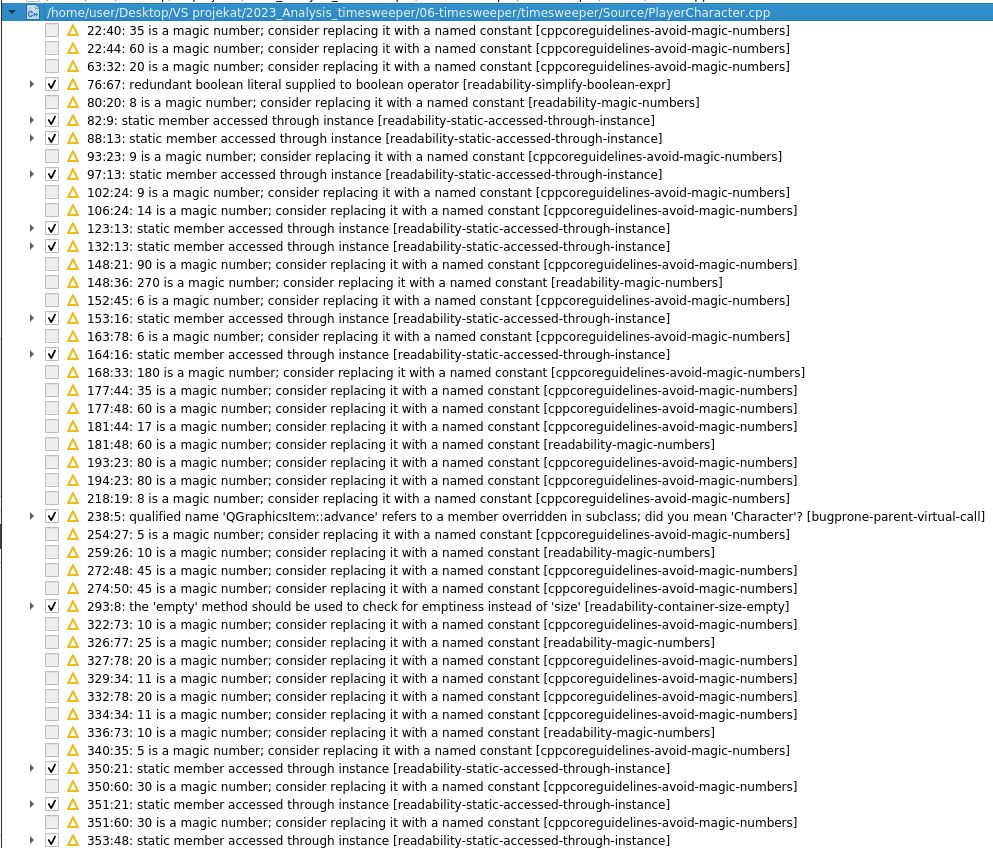 /home/user/Desktop/VS projekat/2023_Analysis_timesweeper/06-timesweeper/timesweeper/Source/PlayerCharacter.cpp
22:40: 35 is a magic number; consider replacing it with a named constant [cppcoreguidelines-avoid-magic-numbers]
22:44: 60 is a magic number; consider replacing it with a named constant [cppcoreguidelines-avoid-magic-numbers]
63:32: 20 is a magic number; consider replacing it with a named constant [cppcoreguidelines-avoid-magic-numbers]
76:67: redundant boolean literal supplied to boolean operator [readability-simplify-boolean-expr]
80:20: 8 is a magic number; consider replacing it with a named constant [readability-magic-numbers]
82:9: static member accessed through instance [readability-static-accessed-through-instance]
88:13: static member accessed through instance [readability-static-accessed-through-instance]
93:23: 9 is a magic number; consider replacing it with a named constant [cppcoreguidelines-avoid-magic-numbers]
97:13: static member accessed through instance [readability-static-accessed-through-instance]
102:24: 9 is a magic number; consider replacing it with a named constant [cppcoreguidelines-avoid-magic-numbers]
106:24: 14 is a magic number; consider replacing it with a named constant [cppcoreguidelines-avoid-magic-numbers]
123:13: static member accessed through instance [readability-static-accessed-through-instance]
132:13: static member accessed through instance [readability-static-accessed-through-instance]
148:21: 90 is a magic number; consider replacing it with a named constant [cppcoreguidelines-avoid-magic-numbers]
148:36: 270 is a magic number; consider replacing it with a named constant [readability-magic-numbers]
152:45: 6 is a magic number; consider replacing it with a named constant [cppcoreguidelines-avoid-magic-numbers]
153:16: static member accessed through instance [readability-static-accessed-through-instance]
163:78: 6 is a magic number; consider replacing it with a named constant [cppcoreguidelines-avoid-magic-numbers]
164:16: static member accessed through instance [readability-static-accessed-through-instance]
168:33: 180 is a magic number; consider replacing it with a named constant [cppcoreguidelines-avoid-magic-numbers]
177:44: 35 is a magic number; consider replacing it with a named constant [cppcoreguidelines-avoid-magic-numbers]
177:48: 60 is a magic number; consider replacing it with a named constant [cppcoreguidelines-avoid-magic-numbers]
181:44: 17 is a magic number; consider replacing it with a named constant [cppcoreguidelines-avoid-magic-numbers]
181:48: 60 is a magic number; consider replacing it with a named constant [readability-magic-numbers]
193:23: 80 is a magic number; consider replacing it with a named constant [cppcoreguidelines-avoid-magic-numbers]
194:23: 80 is a magic number; consider replacing it with a named constant [cppcoreguidelines-avoid-magic-numbers]
218:19: 8 is a magic number; consider replacing it with a named constant [cppcoreguidelines-avoid-magic-numbers]
238:5: qualified name 'QGraphicsItem::advance' refers to a member overridden in subclass; did you mean 'Character'? [bugprone-parent-virtual-call]
254:27: 5 is a magic number; consider replacing it with a named constant [cppcoreguidelines-avoid-magic-numbers]
259:26: 10 is a magic number; consider replacing it with a named constant [readability-magic-numbers]
272:48: 45 is a magic number; consider replacing it with a named constant [cppcoreguidelines-avoid-magic-numbers]
274:50: 45 is a magic number; consider replacing it with a named constant [cppcoreguidelines-avoid-magic-numbers]
293:8: the 'empty' method should be used to check for emptiness instead of 'size' [readability-container-size-empty]
322:73: 10 is a magic number; consider replacing it with a named constant [cppcoreguidelines-avoid-magic-numbers]
326:77: 25 is a magic number; consider replacing it with a named constant [readability-magic-numbers]
327:78: 20 is a magic number; consider replacing it with a named constant [cppcoreguidelines-avoid-magic-numbers]
329:34: 11 is a magic number; consider replacing it with a named constant [cppcoreguidelines-avoid-magic-numbers]
332:78: 20 is a magic number; consider replacing it with a named constant [cppcoreguidelines-avoid-magic-numbers]
334:34: 11 is a magic number; consider replacing it with a named constant [cppcoreguidelines-avoid-magic-numbers]
336:73: 10 is a magic number; consider replacing it with a named constant [readability-magic-numbers]
340:35: 5 is a magic number; consider replacing it with a named constant [cppcoreguidelines-avoid-magic-numbers]
350:21: static member accessed through instance [readability-static-accessed-through-instance]
350:60: 30 is a magic number; consider replacing it with a named constant [cppcoreguidelines-avoid-magic-numbers]
351:21: static member accessed through instance [readability-static-accessed-through-instance]
351:60: 30 is a magic number; consider replacing it with a named constant [cppcoreguidelines-avoid-magic-numbers]
353:48: static member accessed through instance [readability-static-accessed-through-instance]